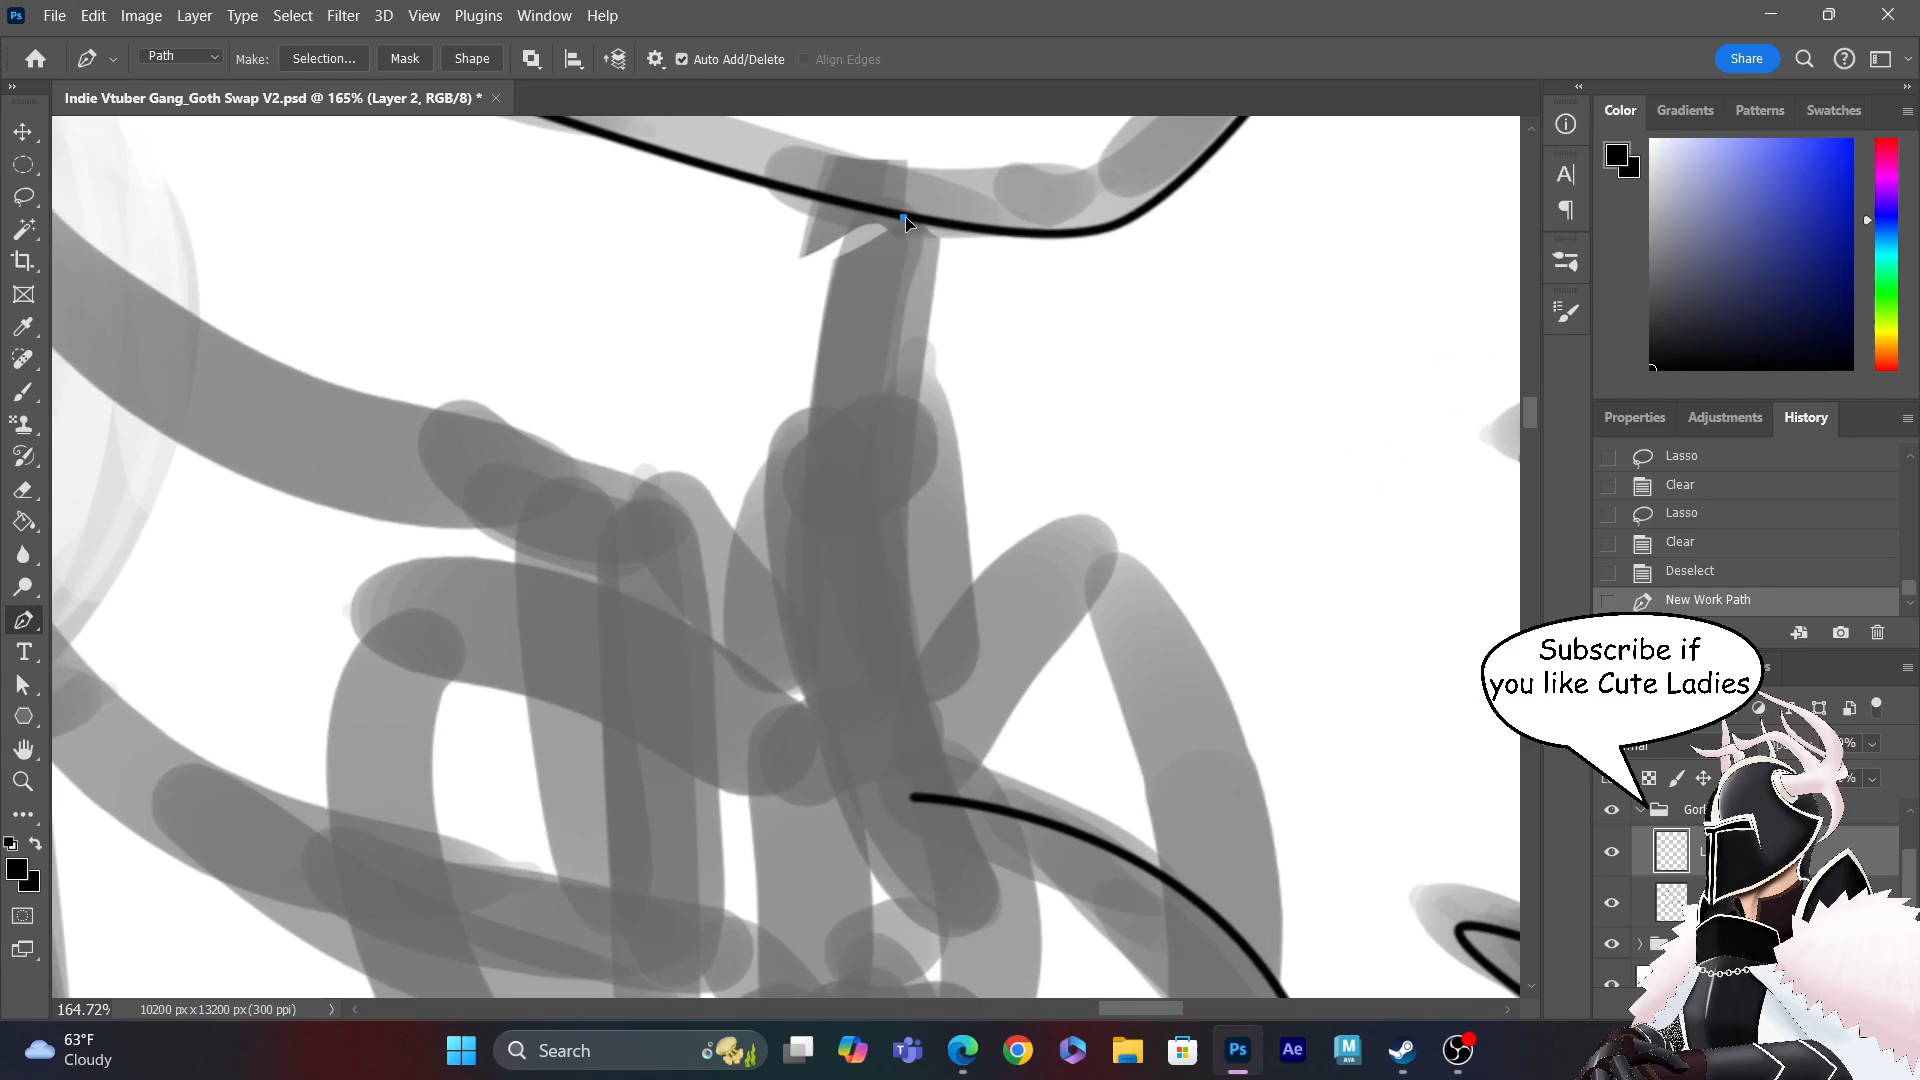 Ps File Edit Image Layer Type Select Filter 3D View Plugins Window Help
Path Make: Selection... Mask Shape Auto Add/Delete Align Edges Share
Indie Vtuber Gang_Goth Swap V2.psd @ 165% (Layer 2, RGB/8) *
Color Gradients Patterns Swatches
Properties Adjustments History
Lasso
Clear
Lasso
Clear
Deselect
New Work Path
Subscribe if
you like Cute Ladies
164.72% 10200 px x 13200 px (300 ppi)
63°F
Cloudy
Search
Ps Ae M